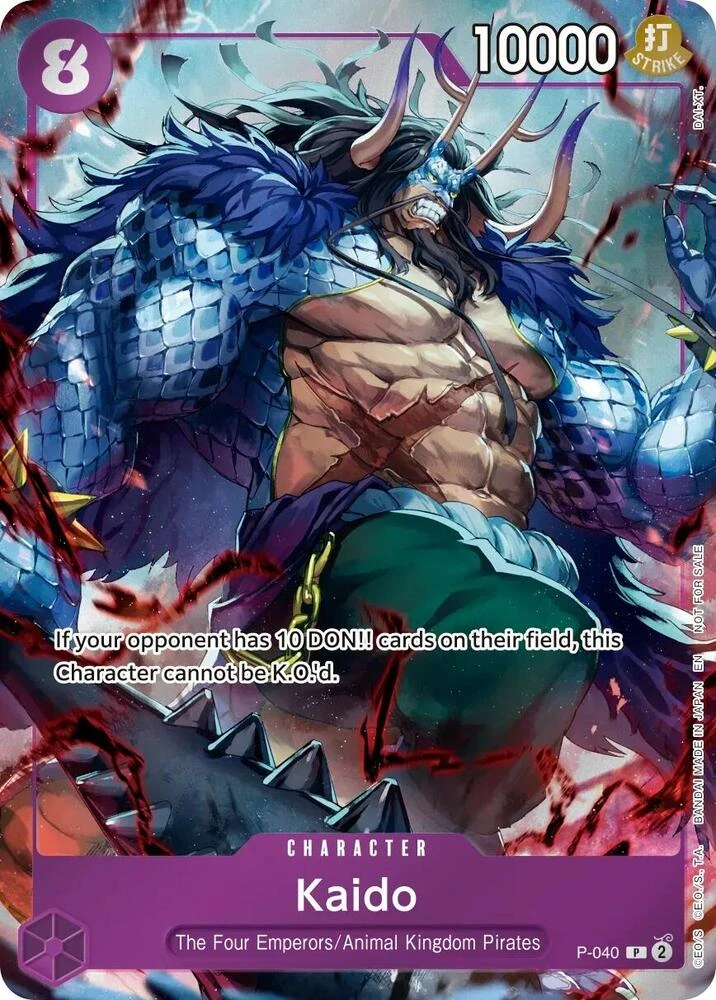 8
10000
打
STRIKE
DAI-XT.
If your opponent has 10 DON!! cards on their field, this
Character cannot be K.O.'d.
CHARACTER
Kaido
The Four Emperors/Animal Kingdom Pirates
P-040 P 2
©E.O/S ©E.O./S., T.A. BANDAI MADE IN JAPAN EN NOT FOR SALE